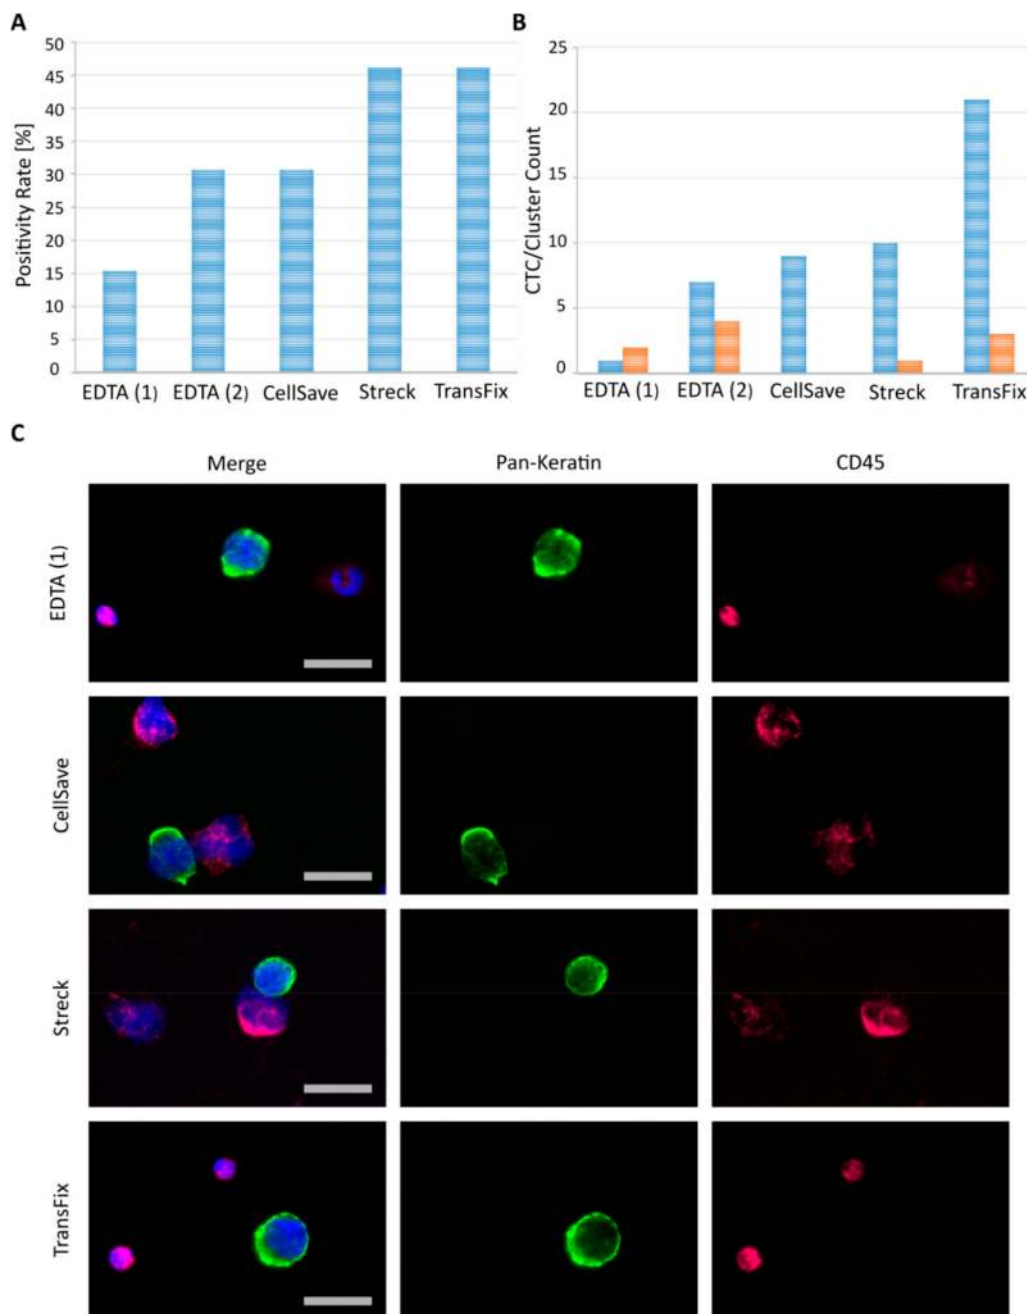 A
B
50
45
40
35
30
25
20
15
10
5
0
Positivity Rate [%]
EDTA (1) EDTA (2) CellSave Streck TransFix
25
20
15
10
5
0
CTC/Cluster Count
EDTA (1) EDTA (2) CellSave Streck TransFix
C
Merge Pan-Keratin CD45
EDTA (1)
CellSave
Streck
TransFix